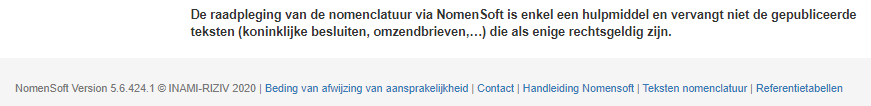 De raadpleging van de nomenclatuur via NomenSoft is enkel een hulpmiddel en vervangt niet de gepubliceerde
teksten (koninklijke besluiten, omzendbrieven,...) die als enige rechtsgeldig zijn.
NomenSoft Version 5.6.424.1 © INAMI-RIZIV 2020 | Beding van afwijzing van aansprakelijkheid | Contact | Handleiding Nomensoft | Teksten nomenclatuur | Referentietabellen